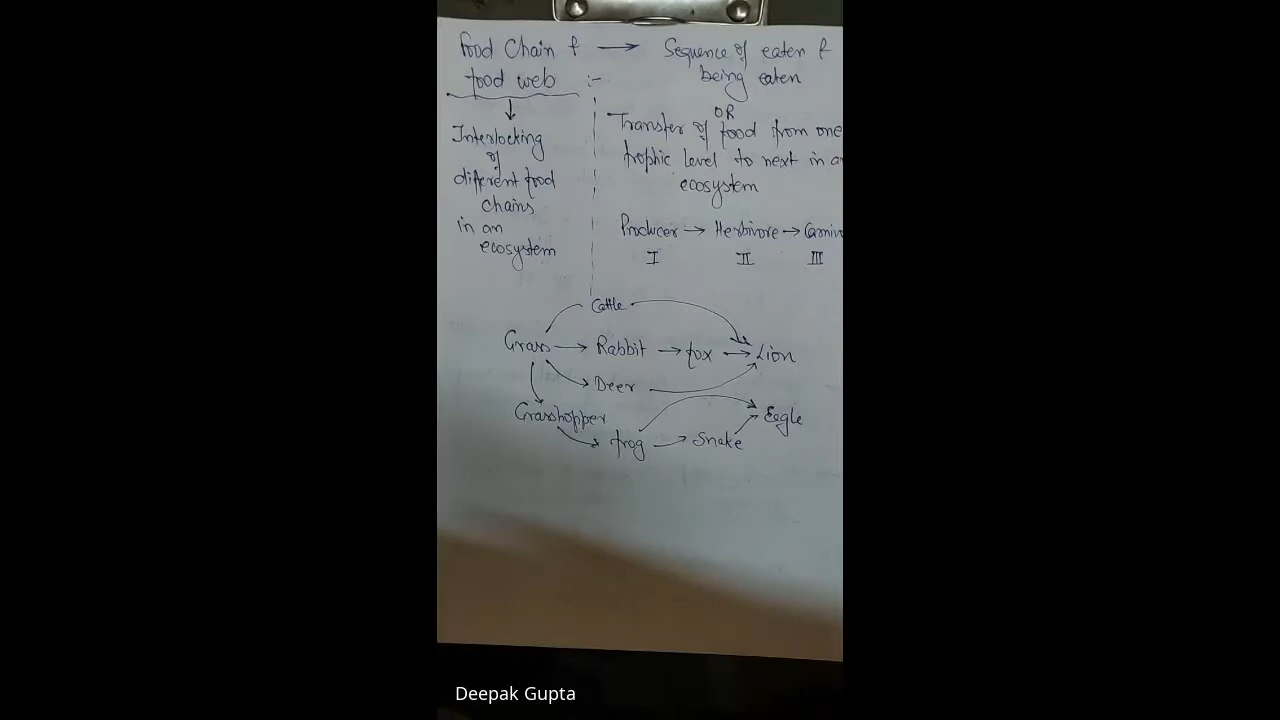 Food Chain & → Sequence of eaten &
food web :- being eaten
↓ OR
Interlocking Transfer of food from one
of trophic Level to next in an
different food ecosystem
chains
in an Producer → Herbivore → Carniv
ecosystem I II III
Cattle
Grass → Rabbit → fox → Lion
Deer
Grasshopper Eagle
frog → Snake
Deepak Gupta